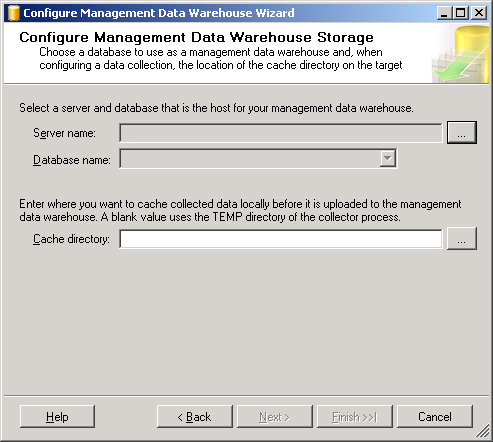 Configure Management Data Warehouse Wizard
Configure Management Data Warehouse Storage
Choose a database to use as a management data warehouse and, when
configuring a data collection, the location of the cache directory on the target
Select a server and database that is the host for your management data warehouse.
Server name:
...
Database name:
Enter where you want to cache collected data locally before it is uploaded to the management
data warehouse. A blank value uses the TEMP directory of the collector process.
Cache directory:
...
Help
< Back
Next >
Finish >>|
Cancel